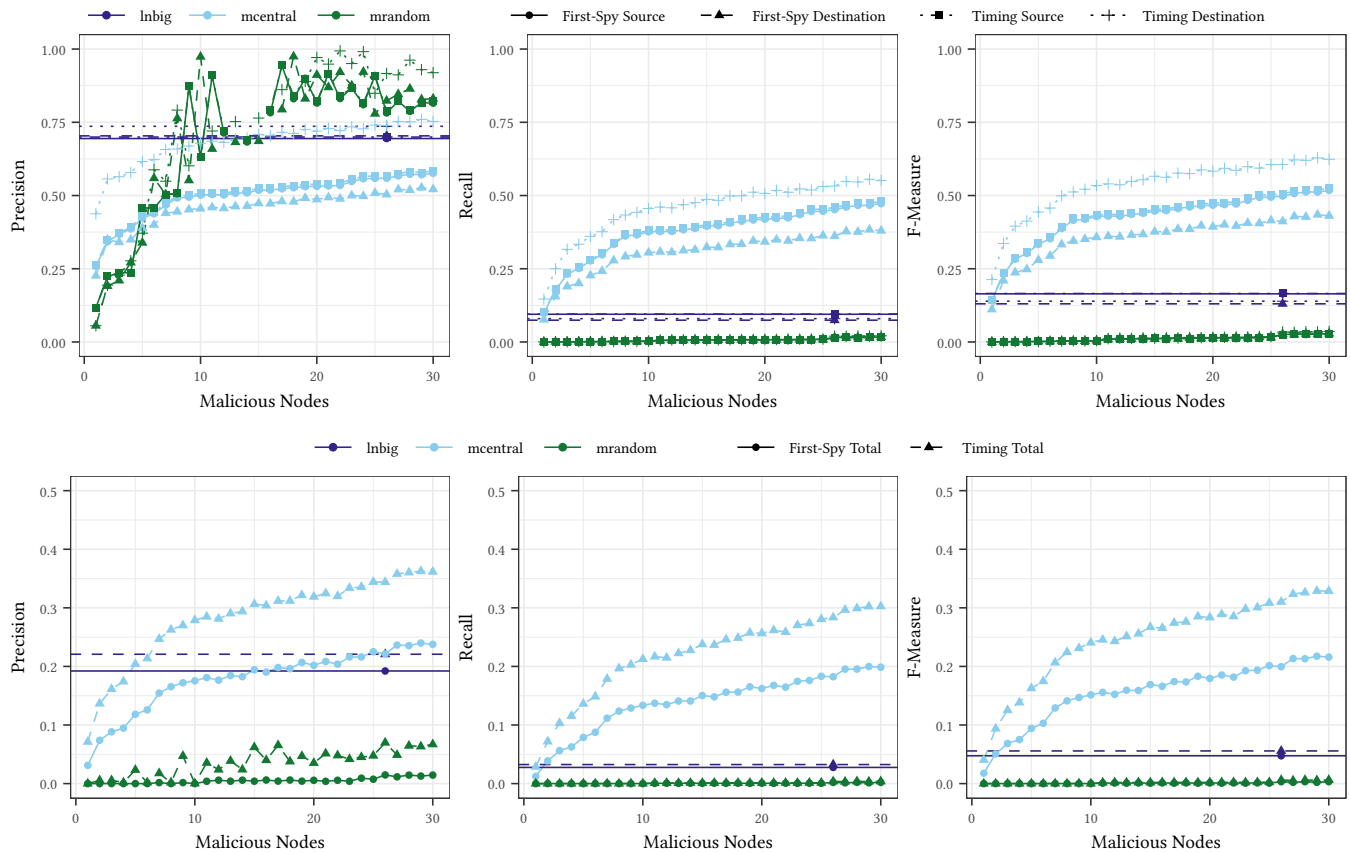 lnbig mcentral mrandom First-Spy Source First-Spy Destination Timing Source Timing Destination
Precision
1.00
0.75
0.50
0.25
0.00
0 10 20 30
Malicious Nodes
Recall
1.00
0.75
0.50
0.25
0.00
0 10 20 30
Malicious Nodes
F-Measure
1.00
0.75
0.50
0.25
0.00
0 10 20 30
Malicious Nodes
lnbig mcentral mrandom First-Spy Total Timing Total
Precision
0.5
0.4
0.3
0.2
0.1
0.0
0 10 20 30
Malicious Nodes
Recall
0.5
0.4
0.3
0.2
0.1
0.0
0 10 20 30
Malicious Nodes
F-Measure
0.5
0.4
0.3
0.2
0.1
0.0
0 10 20 30
Malicious Nodes